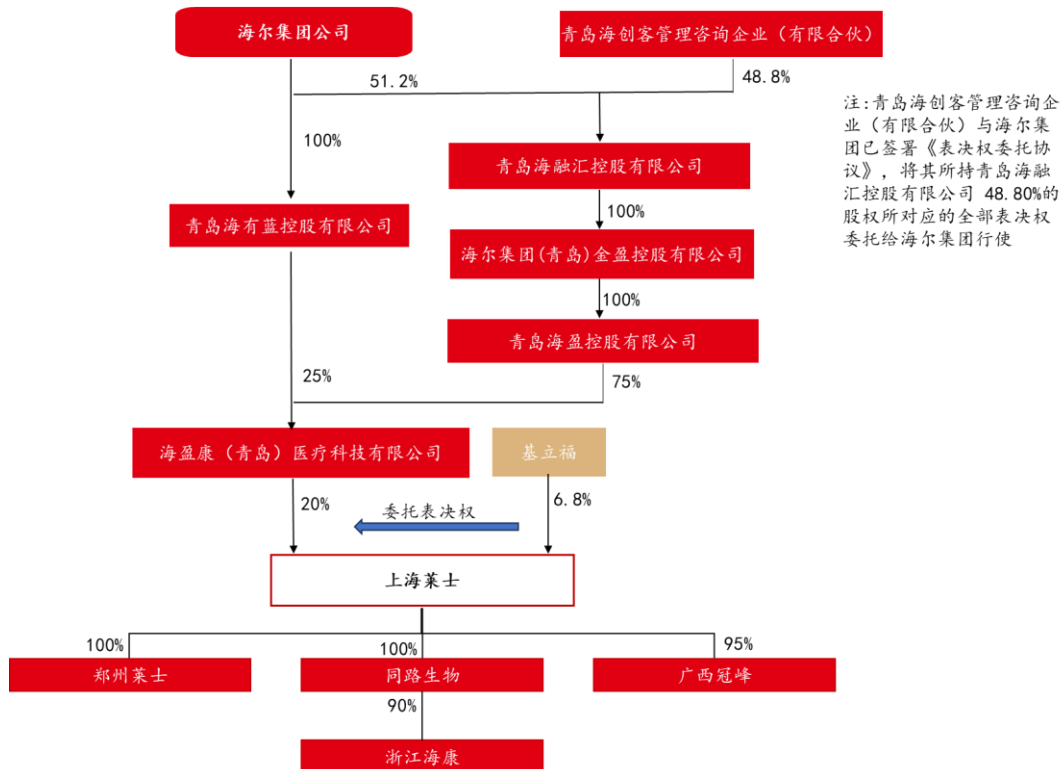 海尔集团公司
青岛海创客管理咨询企业（有限合伙）
51.2%
48.8%
注:青岛海创客管理咨询企
业（有限合伙）与海尔集
团已签署《表决权委托协
议》，将其所持青岛海融
汇控股有限公司 48.80%的
股权所对应的全部表决权
委托给海尔集团行使
100%
青岛海融汇控股有限公司
100%
青岛海有蓝控股有限公司
海尔集团(青岛)金盈控股有限公司
100%
青岛海盈控股有限公司
25%
75%
海盈康（青岛）医疗科技有限公司
基立福
20%
委托表决权
6.8%
上海莱士
100%
100%
95%
郑州莱士
同路生物
广西冠峰
90%
浙江海康